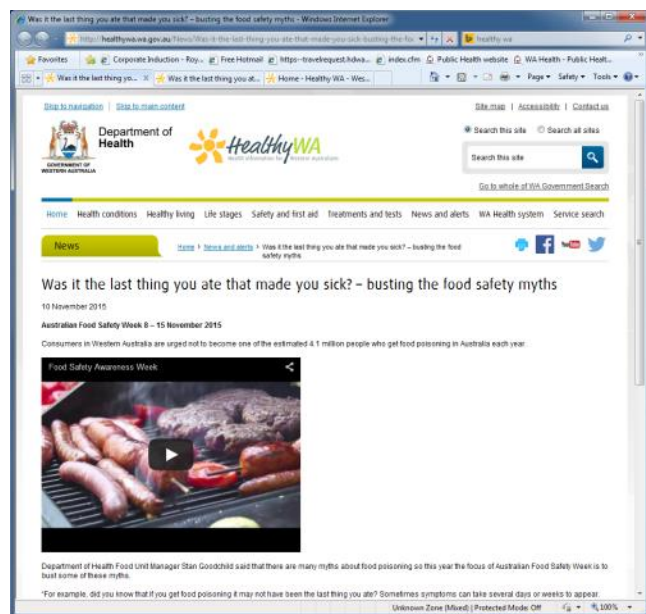 Was it the last thing you ate that made you sick? – busting the food safety myths - Windows Internet Explorer
http://healthywa.wa.gov.au/News/Was-it-the-last-thing-you-ate-that-made-you-sick-busting-the-foo
healthy wa
Favorites Corporate Induction - Roy... Free Hotmail https--travelrequest.hdwa... index.cfm Public Health website WA Health - Public Healt...
Was it the last thing yo... X Was it the last thing you at... Home - Healthy WA - Wes... Page Safety Tools
Skip to navigation | Skip to main content
Site map | Accessibility | Contact us
GOVERNMENT OF
WESTERN AUSTRALIA
Department of
Health
HealthyWA
Health information for Western Australians
Search this site Search all sites
Search this site
Go to whole of WA Government Search
Home Health conditions Healthy living Life stages Safety and first aid Treatments and tests News and alerts WA Health system Service search
News
Home › News and alerts › Was it the last thing you ate that made you sick? – busting the food
safety myths
Was it the last thing you ate that made you sick? – busting the food safety myths
10 November 2015
Australian Food Safety Week 8 – 15 November 2015
Consumers in Western Australia are urged not to become one of the estimated 4.1 million people who get food poisoning in Australia each year.
Food Safety Awareness Week
Department of Health Food Unit Manager Stan Goodchild said that there are many myths about food poisoning so this year the focus of Australian Food Safety Week is to
bust some of these myths.
"For example, did you know that if you get food poisoning it may not have been the last thing you ate? Sometimes symptoms can take several days or weeks to appear.
Unknown Zone (Mixed) | Protected Mode: Off
100%